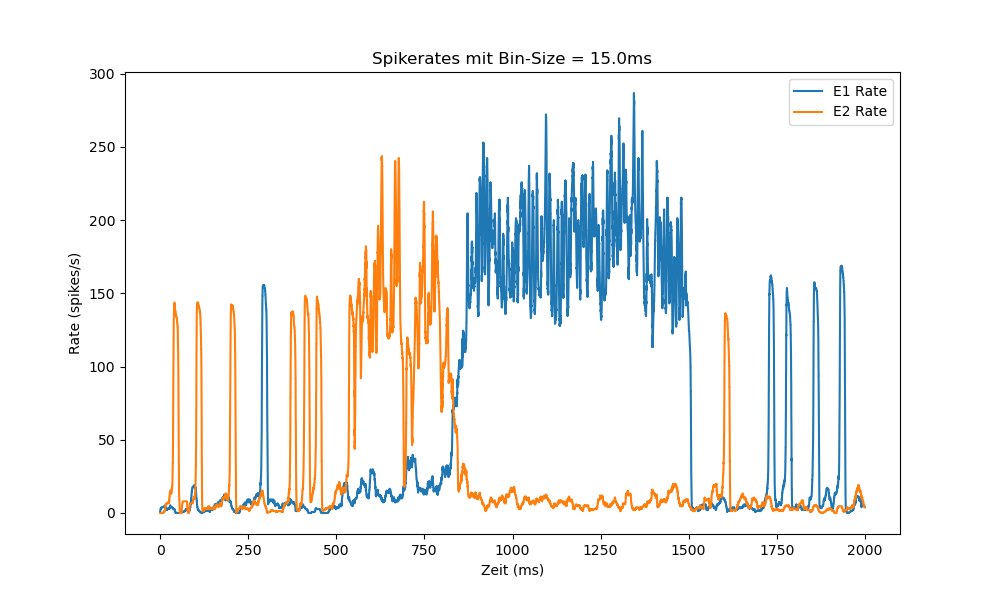 Spikerates mit Bin-Size = 15.0ms
E1 Rate
E2 Rate
Rate (spikes/s)
300
250
200
150
100
50
0
0 250 500 750 1000 1250 1500 1750 2000
Zeit (ms)